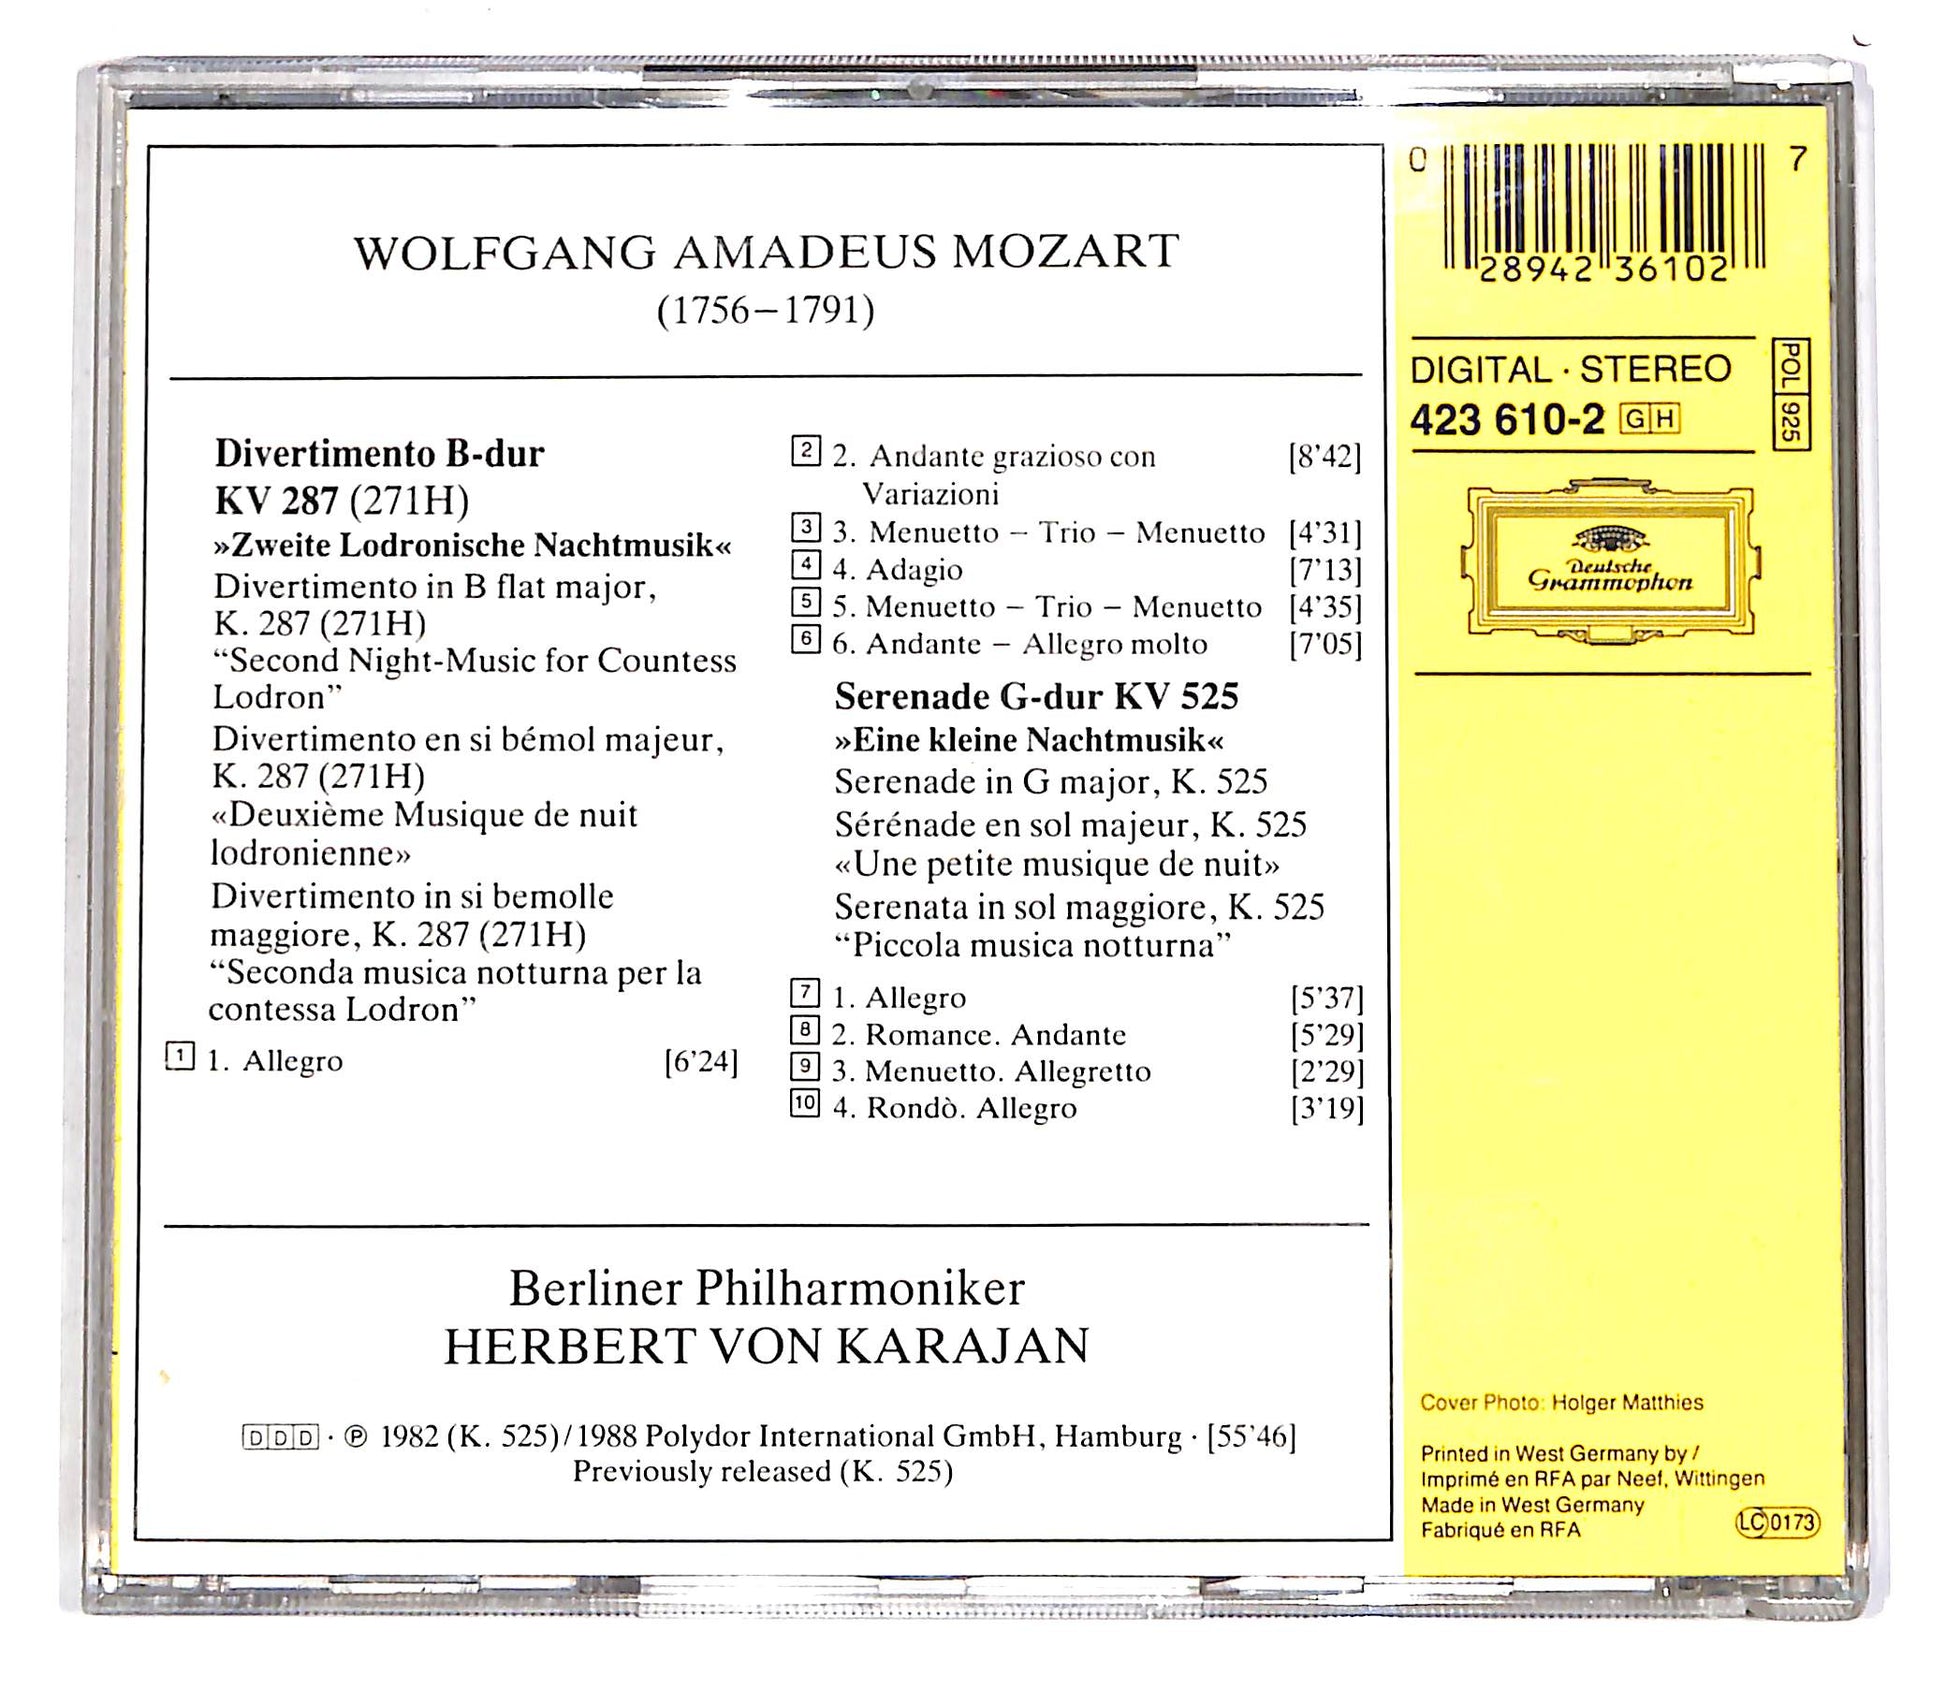 WOLFGANG AMADEUS MOZART
(1756–1791)
Divertimento B-dur
KV 287 (271H)
»Zweite Lodronische Nachtmusik«
Divertimento in B flat major,
K. 287 (271H)
“Second Night-Music for Countess
Lodron”
Divertimento en si bémol majeur,
K. 287 (271H)
«Deuxième Musique de nuit
lodronienne»
Divertimento in si bemolle
maggiore, K. 287 (271H)
“Seconda musica notturna per la
contessa Lodron”
1 1. Allegro [6’24]
2 2. Andante grazioso con [8’42]
Variazioni
3 3. Menuetto – Trio – Menuetto [4’31]
4 4. Adagio [7’13]
5 5. Menuetto – Trio – Menuetto [4’35]
6 6. Andante – Allegro molto [7’05]
Serenade G-dur KV 525
»Eine kleine Nachtmusik«
Serenade in G major, K. 525
Sérénade en sol majeur, K. 525
«Une petite musique de nuit»
Serenata in sol maggiore, K. 525
“Piccola musica notturna”
7 1. Allegro [5’37]
8 2. Romance. Andante [5’29]
9 3. Menuetto. Allegretto [2’29]
10 4. Rondò. Allegro [3’19]
Berliner Philharmoniker
HERBERT VON KARAJAN
DDD · ℗ 1982 (K. 525)/1988 Polydor International GmbH, Hamburg · [55’46]
Previously released (K. 525)
0 28942 36102 7
DIGITAL · STEREO
423 610-2 GH
POL 925
Deutsche
Grammophon
Cover Photo: Holger Matthies
Printed in West Germany by /
Imprimé en RFA par Neef, Wittingen
Made in West Germany
Fabriqué en RFA
LC 0173